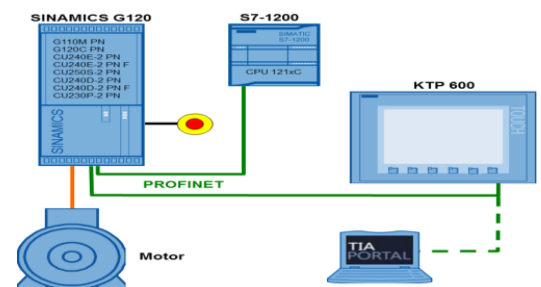 SINAMICS G120
G110M PN
G120C PN
CU240E-2 PN
CU240E-2 PN F
CU250S-2 PN
CU240D-2 PN
CU240D-2 PN F
CU230P-2 PN
SINAMICS
S7-1200
SIMATIC
S7-1200
CPU 121xC
KTP 600
TOUCH
PROFINET
Motor
TIA
PORTAL